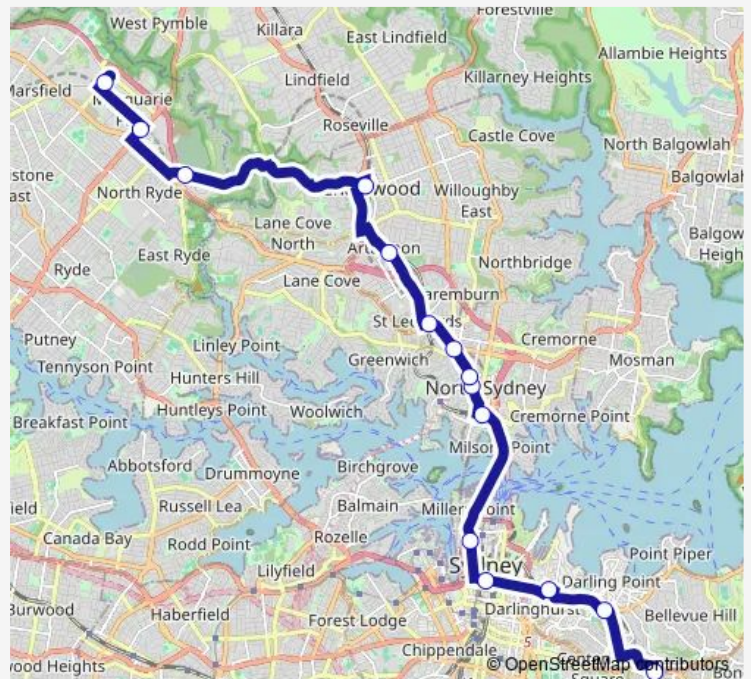 Forestville
West Pymble
Killara
East Lindfield
Allambie Heights
Lindfield
Killarney Heights
Marsfield
Roseville
Castle Cove
North Balgowlah
North Ryde
wood
Willoughby
East
Balgowlah
Lane Cove
North
East Ryde
Northbridge
Balgow
Heigh
Ryde
Lane Cove
Putney
Linley Point
Greenwich
Cremorne
Mosman
Tennyson Point
Hunters Hill
Sydney
Huntleys Point
Woolwich
Cremorne Point
Breakfast Point
Abbotsford
Drummoyne
Birchgrove
Point
Russell Lea
Balmain
Canada Bay
Rodd Point
Rozelle
Point Piper
Lilyfield
Darling Point
Burwood
Haberfield
Forest Lodge
Darlinghurst
Bellevue Hill
Chippendale
wood Heights
© OpenStreetMap contributors